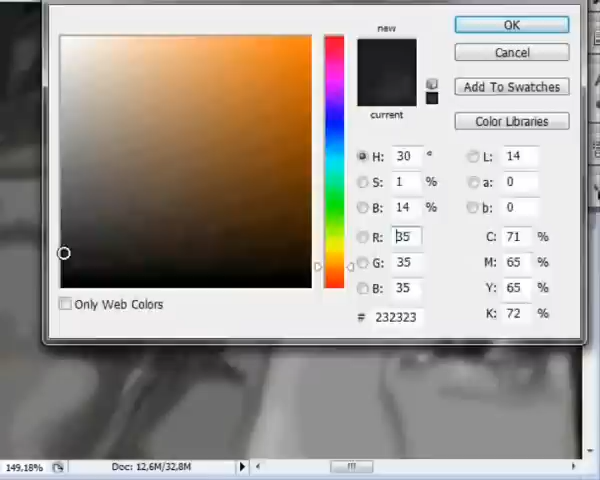 new
current
OK
Cancel
Add To Swatches
Color Libraries
H: 30 °
S: 1 %
B: 14 %
R: 35
G: 35
B: 35
# 232323
L: 14
a: 0
b: 0
C: 71 %
M: 65 %
Y: 65 %
K: 72 %
Only Web Colors
149,18%
Doc: 12,6M/32,8M